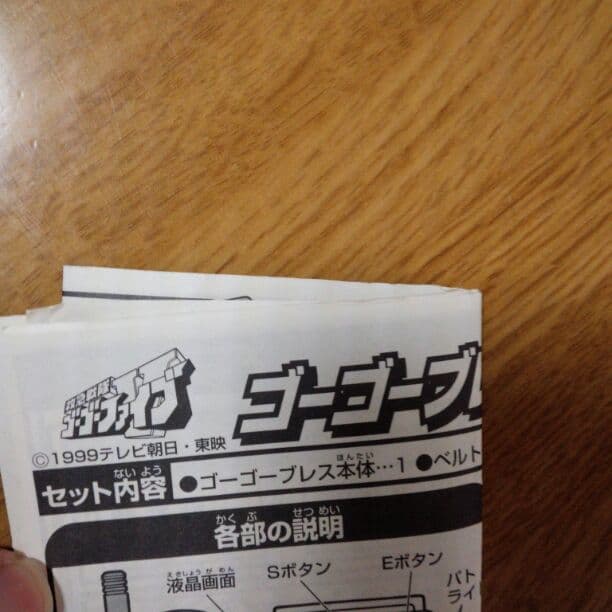 救急戦隊
ゴーゴーファイブ
ゴーゴーブレ
©1999テレビ朝日・東映
ないよう
セット内容
ほんたい
●ゴーゴーブレス本体…1 ●ベルト
かくぶ せつめい
各部の説明
えきしょうがめん
液晶画面
Sボタン
Eボタン
パト
ライ